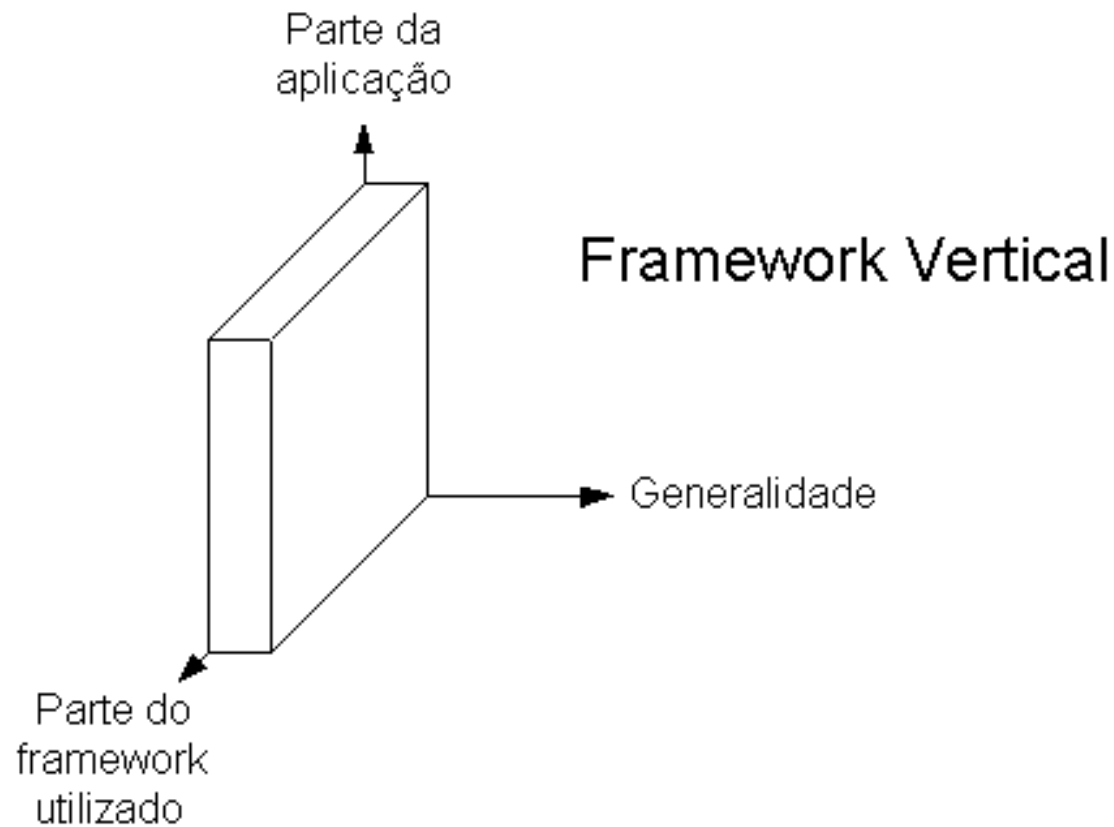 Parte da
aplicação
Framework Vertical
Generalidade
Parte do
framework
utilizado